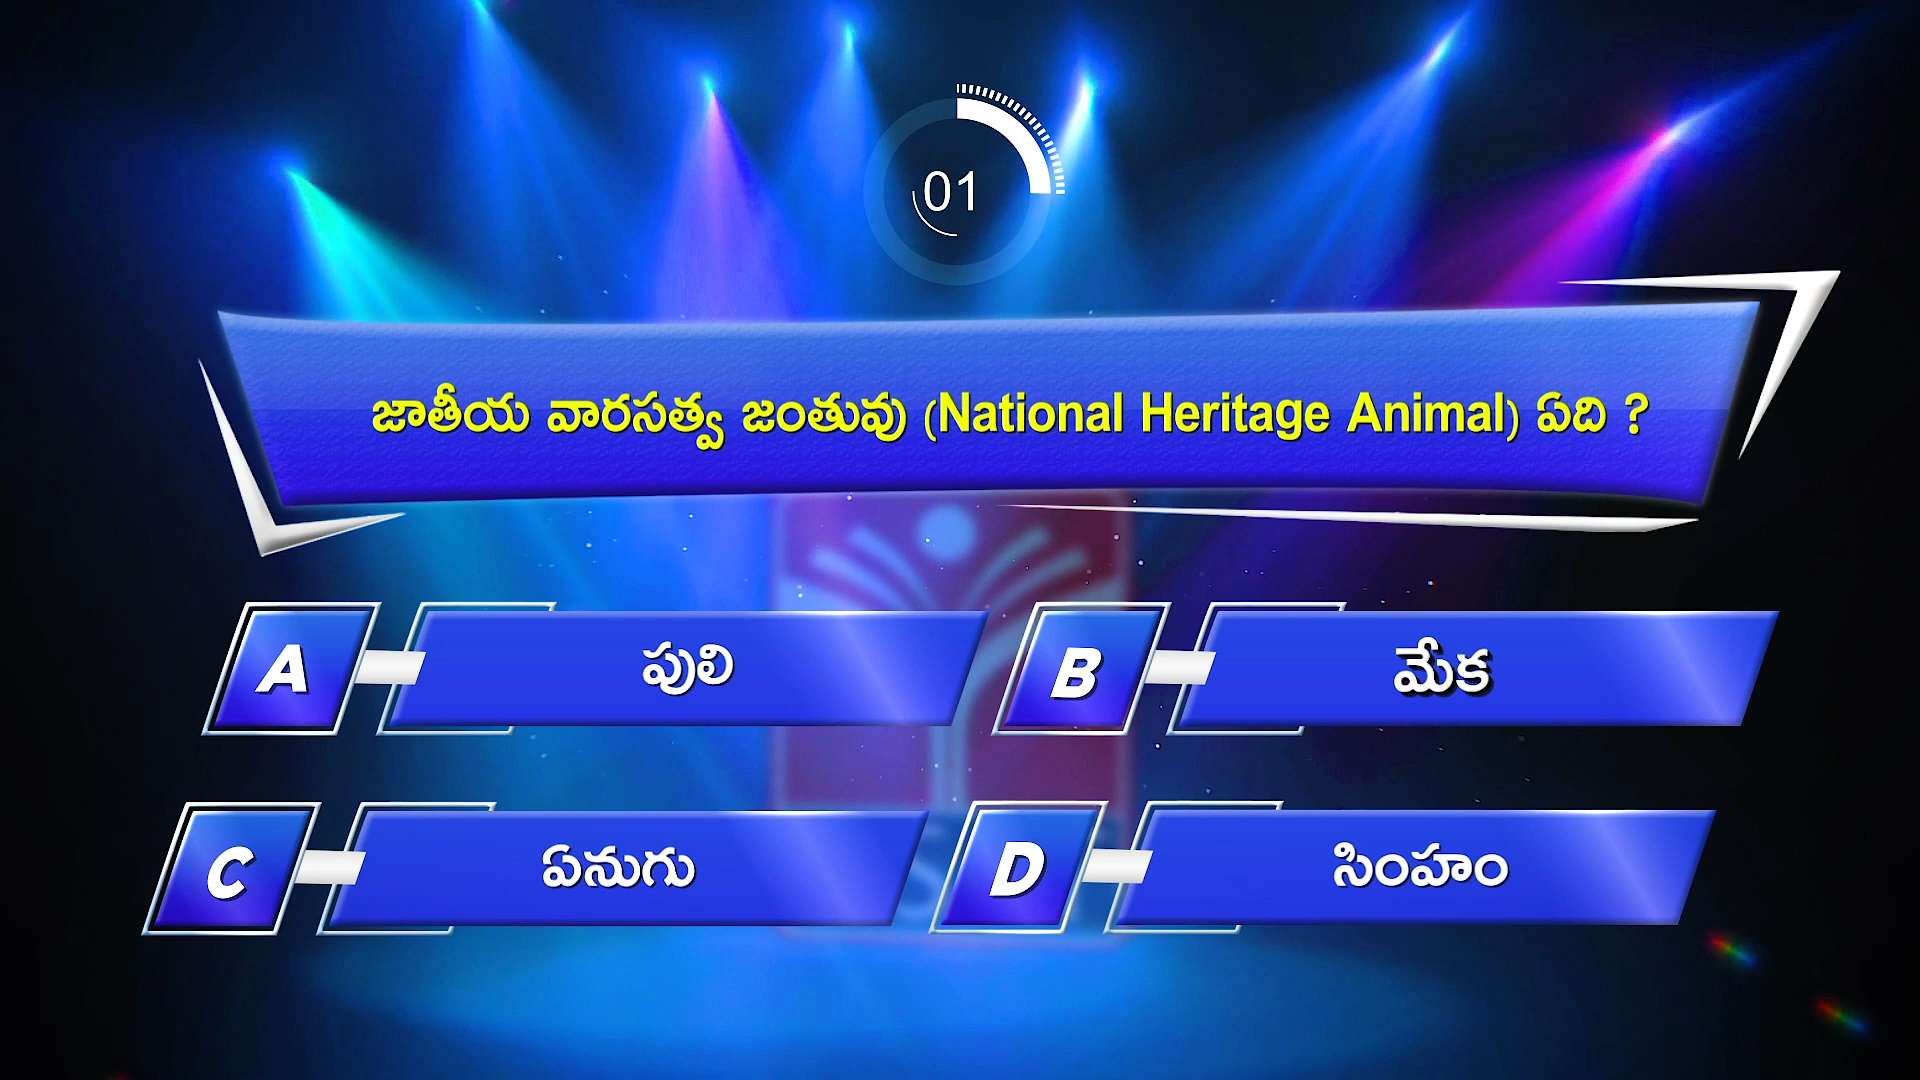 01
జాతీయ వారసత్వ జంతువు (National Heritage Animal) ఏది ?
A పులి
B మేక
C ఏనుగు
D సింహం